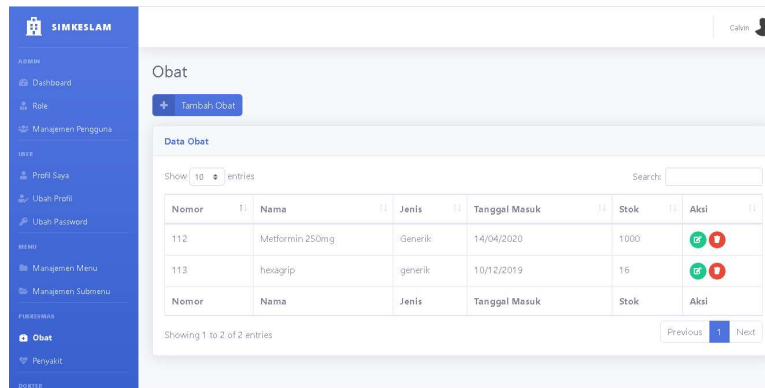 SIMKESLAM
Calvin
ADMIN
Dashboard
Role
Manajemen Pengguna
USER
Profil Saya
Ubah Profil
Ubah Password
MENU
Manajemen Menu
Manajemen Submenu
PUSKESMAS
Obat
Penyakit
DOKTER
Obat
+ Tambah Obat
Data Obat
Show 10 entries
Search:
Nomor Nama Jenis Tanggal Masuk Stok Aksi
112 Metformin 250mg Generik 14/04/2020 1000
113 hexagrip generik 10/12/2019 16
Nomor Nama Jenis Tanggal Masuk Stok Aksi
Showing 1 to 2 of 2 entries
Previous 1 Next